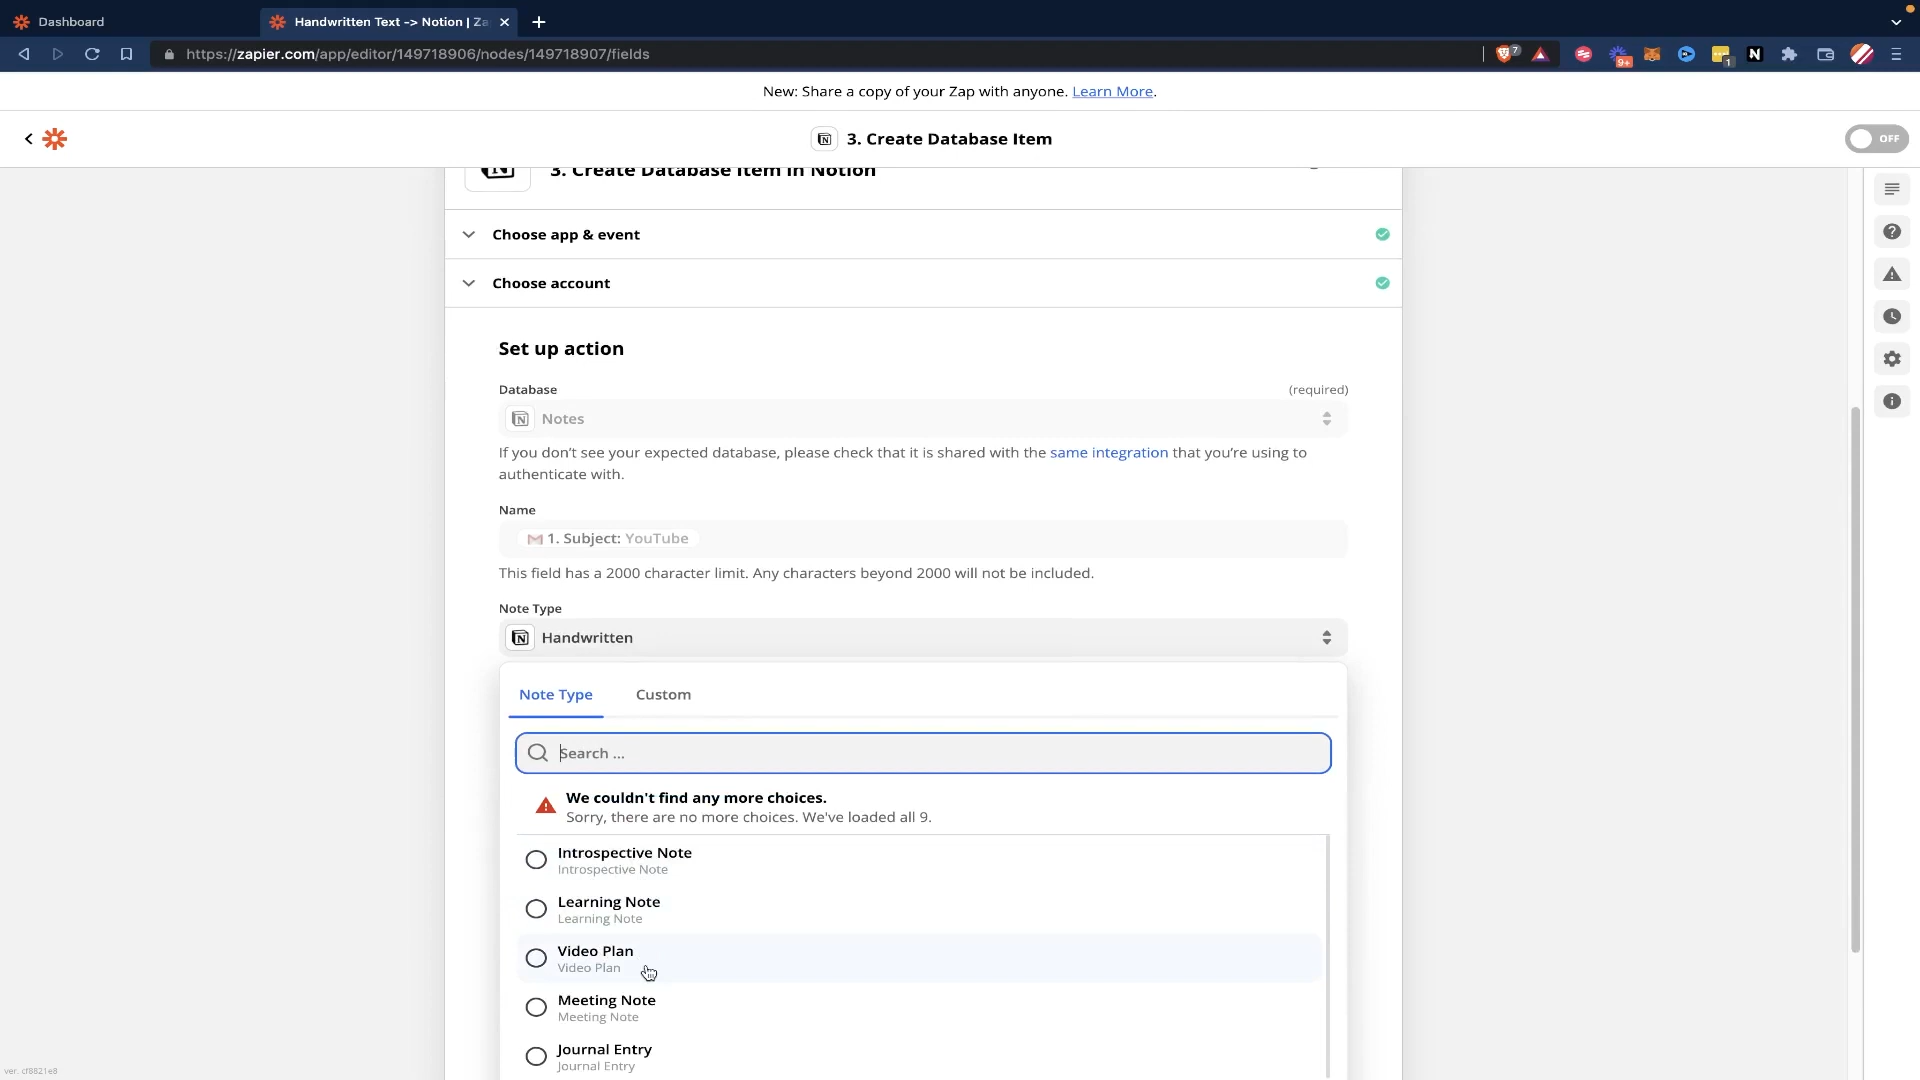 Dashboard
Handwritten Text -> Notion | Za
https://zapier.com/app/editor/149718906/nodes/149718907/fields
7
9+
1
New: Share a copy of your Zap with anyone. Learn More.
3. Create Database Item
OFF
3. Create Database Item in Notion
Choose app & event
Choose account
Set up action
Database
(required)
Notes
If you don't see your expected database, please check that it is shared with the same integration that you're using to
authenticate with.
Name
1. Subject: YouTube
This field has a 2000 character limit. Any characters beyond 2000 will not be included.
Note Type
Handwritten
Note Type
Custom
Search ...
We couldn't find any more choices.
Sorry, there are no more choices. We've loaded all 9.
Introspective Note
Introspective Note
Learning Note
Learning Note
Video Plan
Video Plan
Meeting Note
Meeting Note
Journal Entry
Journal Entry
ver. cf8821e8